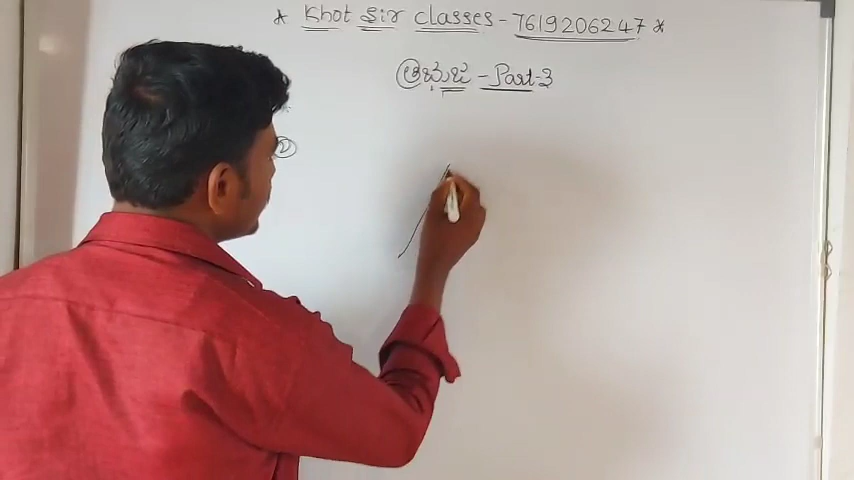 * Khot Sir classes - 7619206247 *
- Part-3